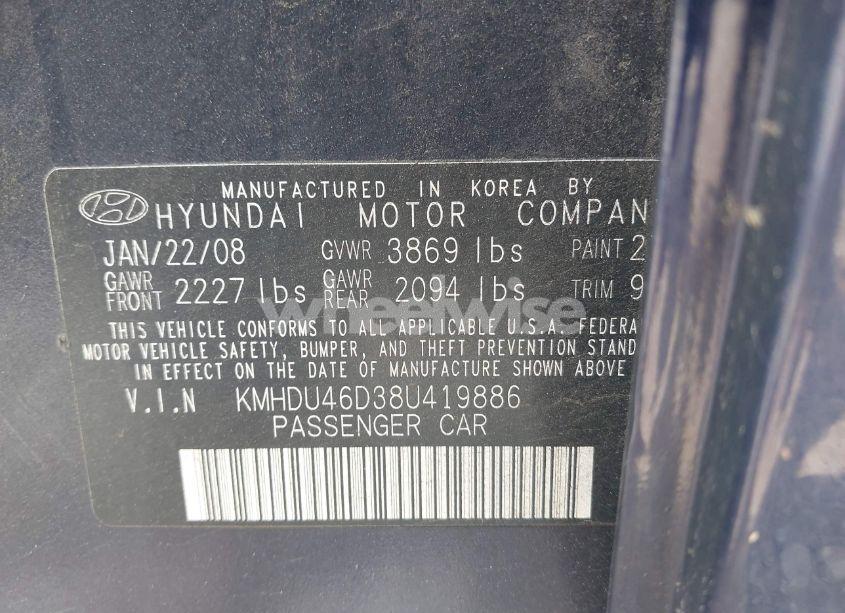 MANUFACTURED IN KOREA BY
HYUNDAI MOTOR COMPAN
JAN/22/08 GVWR 3869 lbs PAINT 2
GAWR FRONT 2227 lbs GAWR REAR 2094 lbs TRIM 9
wheelwise
THIS VEHICLE CONFORMS TO ALL APPLICABLE U.S.A. FEDERA
MOTOR VEHICLE SAFETY, BUMPER, AND THEFT PREVENTION STAND
IN EFFECT ON THE DATE OF MANUFACTURE SHOWN ABOVE
V.I.N KMHDU46D38U419886
PASSENGER CAR